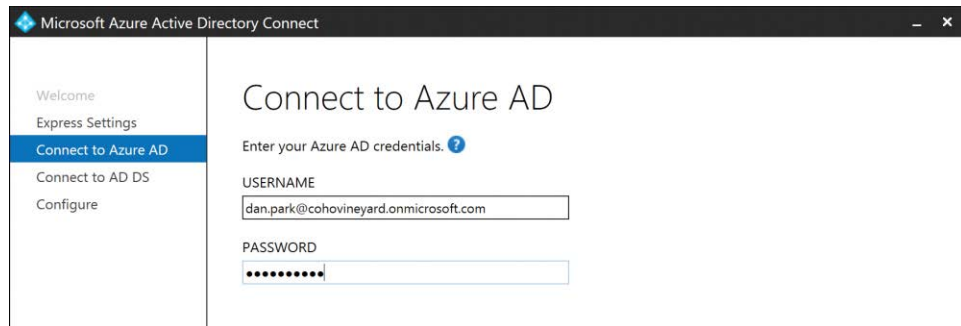 Microsoft Azure Active Directory Connect
Welcome
Express Settings
Connect to Azure AD
Connect to AD DS
Configure
Connect to Azure AD
Enter your Azure AD credentials. ?
USERNAME
dan.park@cohovineyard.onmicrosoft.com
PASSWORD
••••••••••